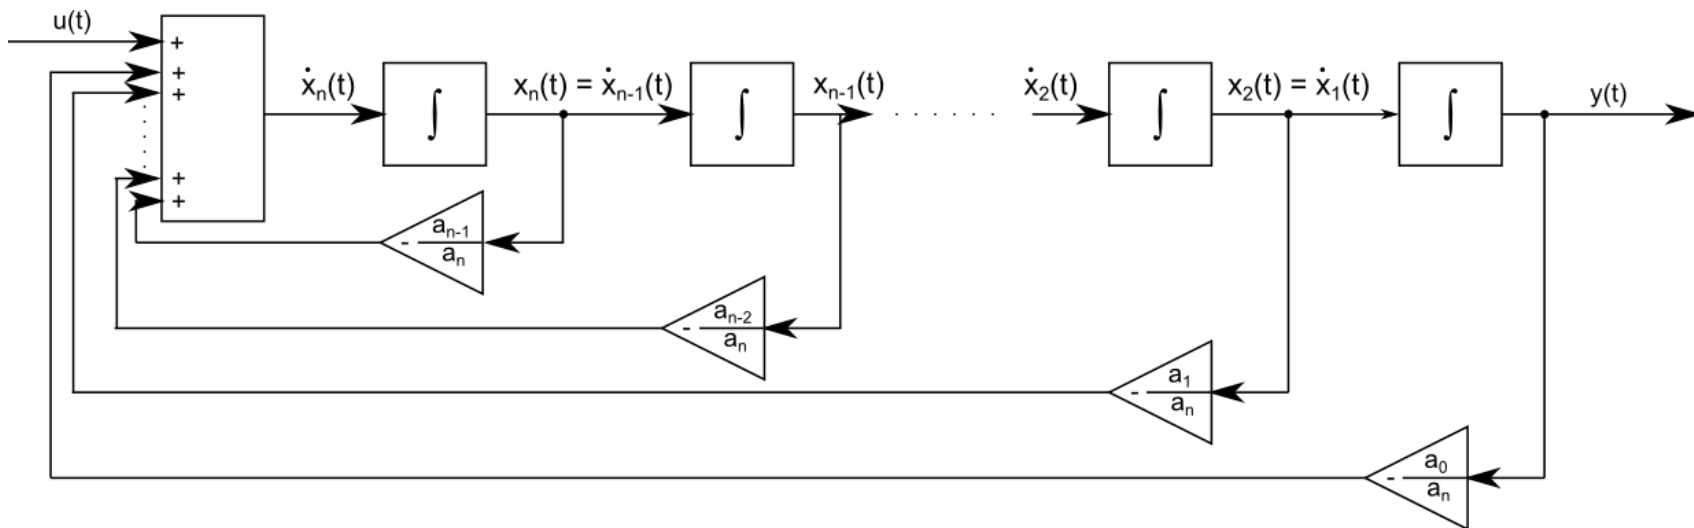 u(t)
+
+
+
+
+
ẋₙ(t)
∫
xₙ(t) = ẋₙ₋₁(t)
∫
xₙ₋₁(t)
. . . . . .
ẋ₂(t)
∫
x₂(t) = ẋ₁(t)
∫
y(t)
- aₙ₋₁
aₙ
- aₙ₋₂
aₙ
- a₁
aₙ
- a₀
aₙ